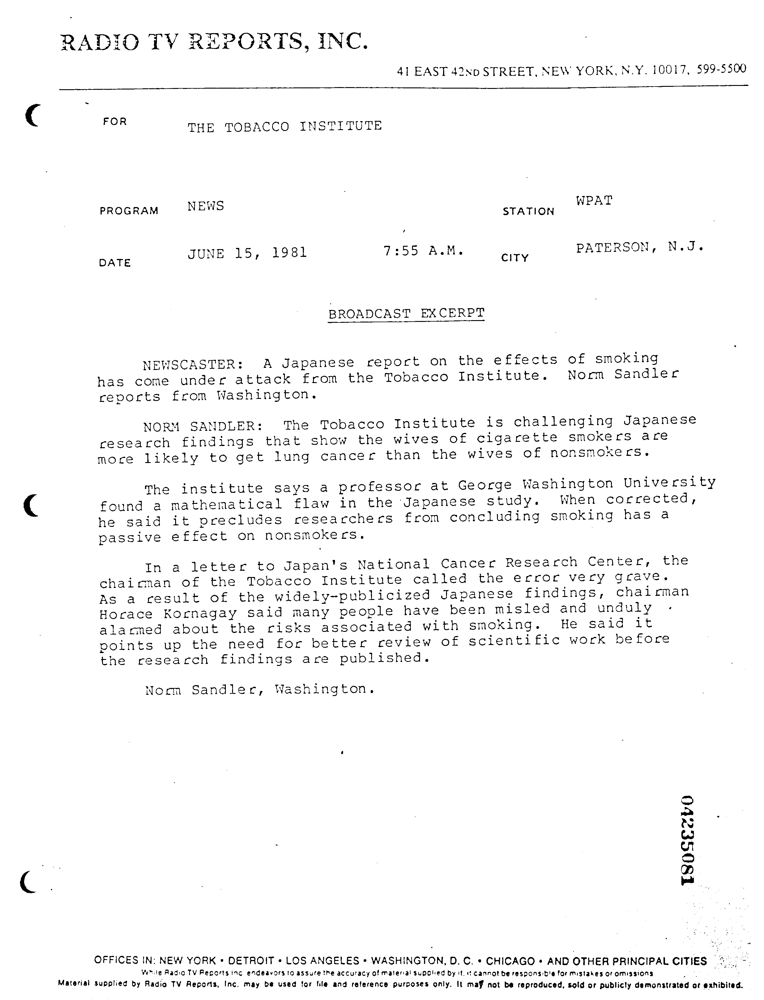 RADIO TV REPORTS, INC.
41 EAST 42ND STREET, NEW YORK, N.Y. 10017, 599-5500
FOR THE TOBACCO INSTITUTE
PROGRAM NEWS STATION WPAT
DATE JUNE 15, 1981 7:55 A.M. CITY PATERSON, N.J.
BROADCAST EXCERPT
NEWSCASTER: A Japanese report on the effects of smoking
has come under attack from the Tobacco Institute. Norm Sandler
reports from Washington.
NORM SANDLER: The Tobacco Institute is challenging Japanese
research findings that show the wives of cigarette smokers are
more likely to get lung cancer than the wives of nonsmokers.
The institute says a professor at George Washington University
found a mathematical flaw in the Japanese study. When corrected,
he said it precludes researchers from concluding smoking has a
passive effect on nonsmokers.
In a letter to Japan's National Cancer Research Center, the
chairman of the Tobacco Institute called the error very grave.
As a result of the widely-publicized Japanese findings, chairman
Horace Kornagay said many people have been misled and unduly
alarmed about the risks associated with smoking. He said it
points up the need for better review of scientific work before
the research findings are published.
Norm Sandler, Washington.
04235081
OFFICES IN: NEW YORK • DETROIT • LOS ANGELES • WASHINGTON, D. C. • CHICAGO • AND OTHER PRINCIPAL CITIES
While Radio TV Reports Inc. endeavors to assure the accuracy of material supplied by it, it cannot be responsible for mistakes or omissions
Material supplied by Radio TV Reports, Inc. may be used for file and reference purposes only. It may not be reproduced, sold or publicly demonstrated or exhibited.